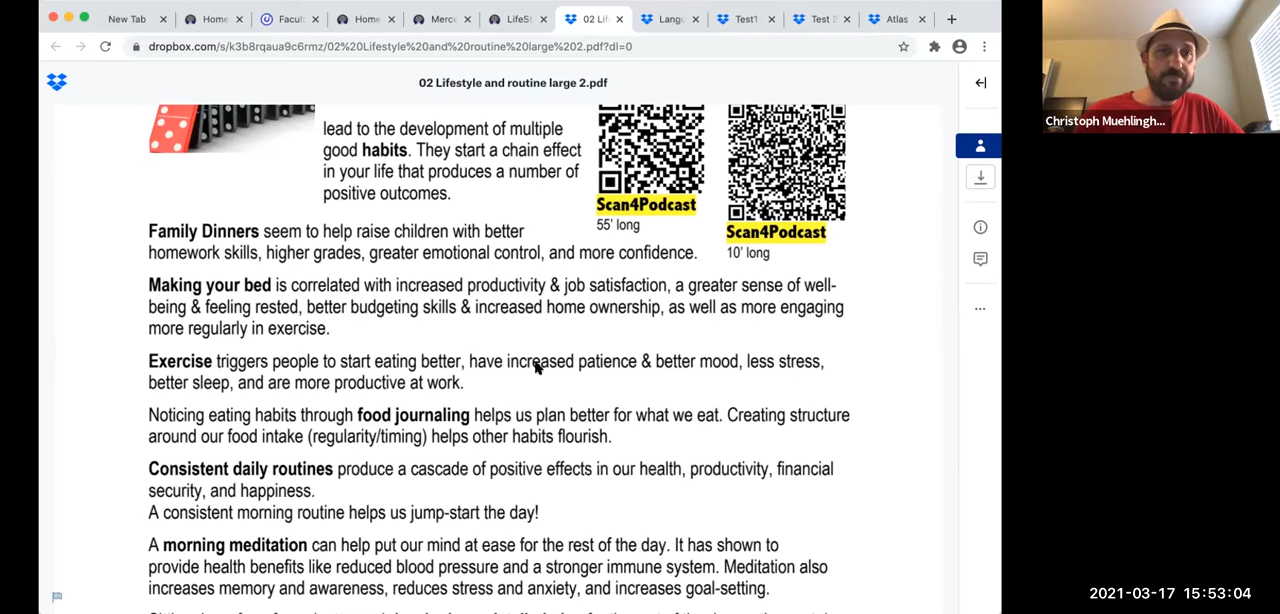 New Tab
Home
Facult
Home
Merce
LifeSt
02 Lif
Langu
Test1
Test 3
Atlas
dropbox.com/s/k3b8rqaua9c6rmz/02%20Lifestyle%20and%20routine%20large%202.pdf?dl=0
02 Lifestyle and routine large 2.pdf
lead to the development of multiple
good habits. They start a chain effect
in your life that produces a number of
positive outcomes.
Scan4Podcast
55' long
Scan4Podcast
10' long
Family Dinners seem to help raise children with better
homework skills, higher grades, greater emotional control, and more confidence.
Making your bed is correlated with increased productivity & job satisfaction, a greater sense of well-
being & feeling rested, better budgeting skills & increased home ownership, as well as more engaging
more regularly in exercise.
Exercise triggers people to start eating better, have increased patience & better mood, less stress,
better sleep, and are more productive at work.
Noticing eating habits through food journaling helps us plan better for what we eat. Creating structure
around our food intake (regularity/timing) helps other habits flourish.
Consistent daily routines produce a cascade of positive effects in our health, productivity, financial
security, and happiness.
A consistent morning routine helps us jump-start the day!
A morning meditation can help put our mind at ease for the rest of the day. It has shown to
provide health benefits like reduced blood pressure and a stronger immune system. Meditation also
increases memory and awareness, reduces stress and anxiety, and increases goal-setting.
Christoph Muehlingh...
2021-03-17 15:53:04